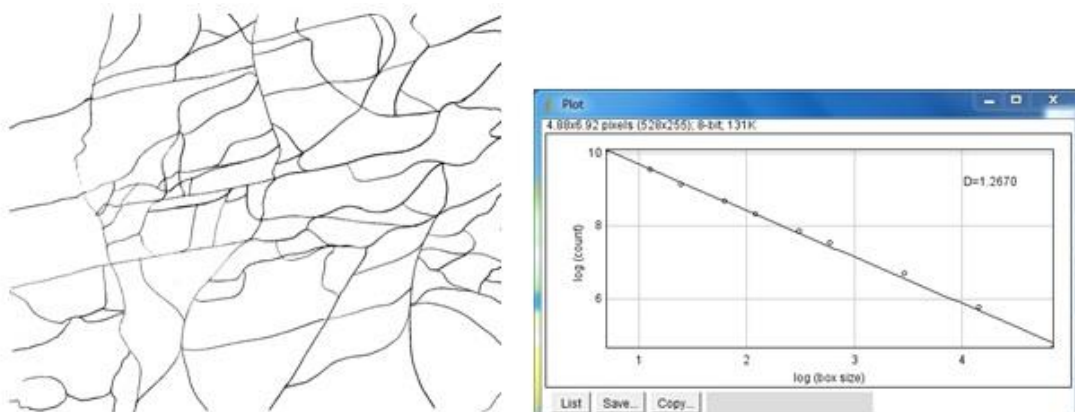 Plot
4.88x6.92 pixels (528x255); 8-bit; 131K
10
D=1.2670
8
log (count)
6
1 2 3 4
log (box size)
List Save... Copy...